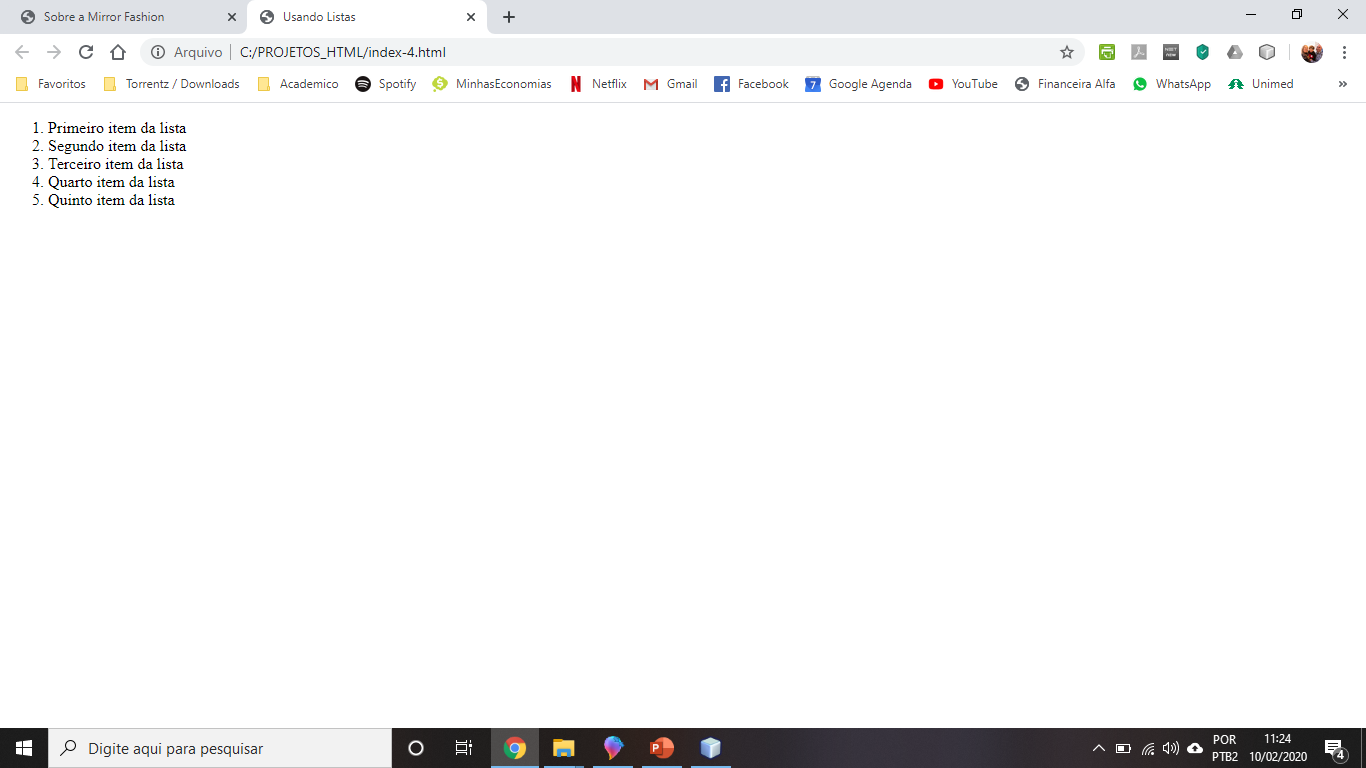 Sobre a Mirror Fashion
Usando Listas
Arquivo | C:/PROJETOS_HTML/index-4.html
Favoritos Torrentz / Downloads Academico Spotify MinhasEconomias Netflix Gmail Facebook 7 Google Agenda YouTube Financeira Alfa WhatsApp Unimed »
1. Primeiro item da lista
2. Segundo item da lista
3. Terceiro item da lista
4. Quarto item da lista
5. Quinto item da lista
Digite aqui para pesquisar
POR 11:24
PTB2 10/02/2020 4